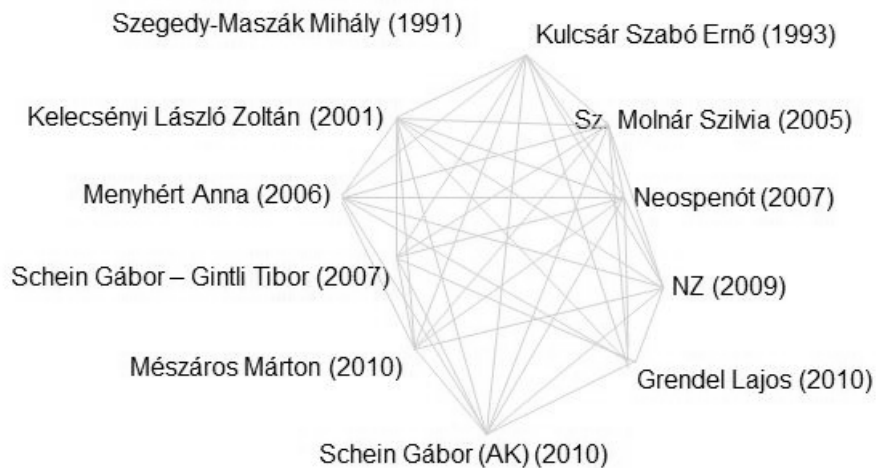 Szegedy-Maszák Mihály (1991)
Kulcsár Szabó Ernő (1993)
Kelecsényi László Zoltán (2001)
Sz. Molnár Szilvia (2005)
Menyhért Anna (2006)
Neospenót (2007)
Schein Gábor – Gintli Tibor (2007)
NZ (2009)
Mészáros Márton (2010)
Grendel Lajos (2010)
Schein Gábor (AK) (2010)